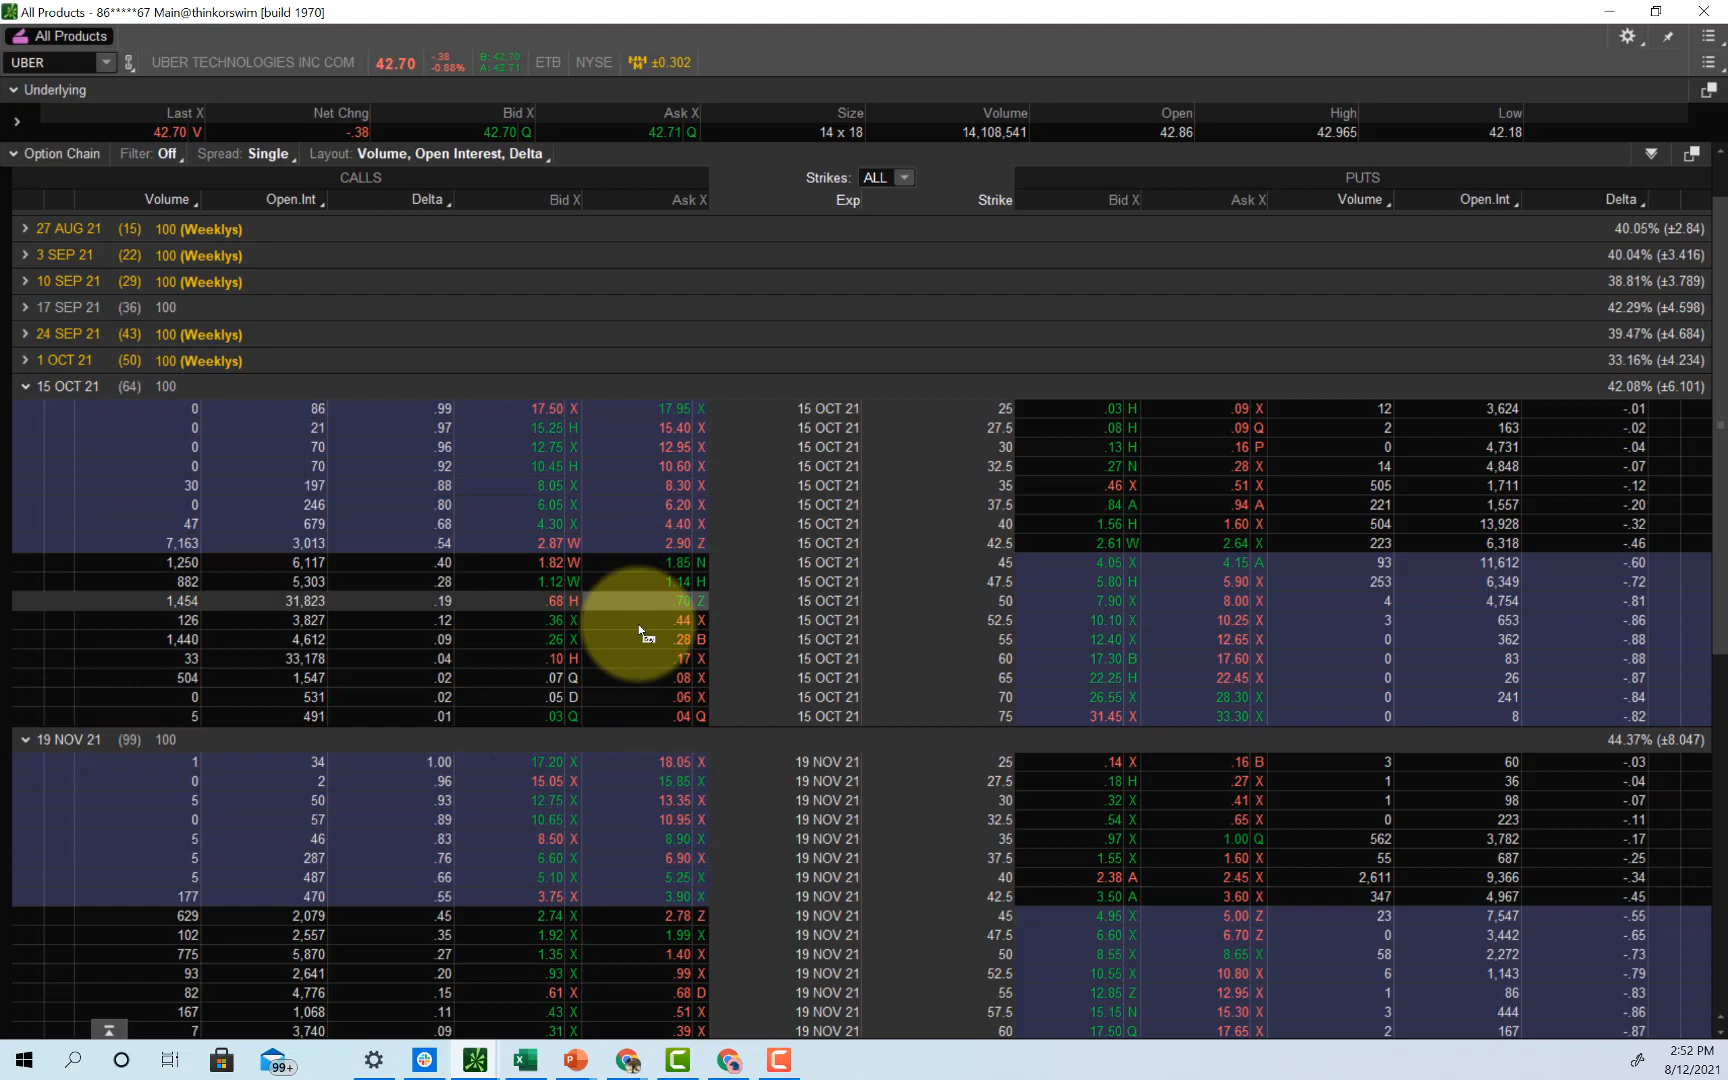 All Products - 86*****67 Main@thinkorswim [build 1970]
All Products
UBER UBER TECHNOLOGIES INC COM 42.70 -.38 -0.88% B: 42.70 A: 42.71 ETB NYSE ±0.302
Underlying
Last X Net Chng Bid X Ask X Size Volume Open High Low
42.70 V -.38 42.70 Q 42.71 Q 14 x 18 14,108,541 42.86 42.965 42.18
Option Chain Filter: Off Spread: Single Layout: Volume, Open Interest, Delta
CALLS Strikes: ALL PUTS
Volume Open.Int Delta Bid X Ask X Exp Strike Bid X Ask X Volume Open.Int Delta
27 AUG 21 (15) 100 (Weeklys) 40.05% (±2.84)
3 SEP 21 (22) 100 (Weeklys) 40.04% (±3.416)
10 SEP 21 (29) 100 (Weeklys) 38.81% (±3.789)
17 SEP 21 (36) 100 42.29% (±4.598)
24 SEP 21 (43) 100 (Weeklys) 39.47% (±4.684)
1 OCT 21 (50) 100 (Weeklys) 33.16% (±4.234)
15 OCT 21 (64) 100 42.08% (±6.101)
0 86 .99 17.50 X 17.95 X 15 OCT 21 25 .03 H .09 X 12 3,624 -.01
0 21 .97 15.25 H 15.40 X 15 OCT 21 27.5 .08 H .09 Q 2 163 -.02
0 70 .96 12.75 X 12.95 X 15 OCT 21 30 .13 H .16 P 0 4,731 -.04
0 70 .92 10.45 H 10.60 X 15 OCT 21 32.5 .27 N .28 X 14 4,848 -.07
30 197 .88 8.05 X 8.30 X 15 OCT 21 35 .46 X .51 X 505 1,711 -.12
0 246 .80 6.05 X 6.20 X 15 OCT 21 37.5 .84 A .94 A 221 1,557 -.20
47 679 .68 4.30 X 4.40 X 15 OCT 21 40 1.56 H 1.60 X 504 13,928 -.32
7,163 3,013 .54 2.87 W 2.90 Z 15 OCT 21 42.5 2.61 W 2.64 X 223 6,318 -.46
1,250 6,117 .40 1.82 W 1.85 N 15 OCT 21 45 4.05 X 4.15 A 93 11,612 -.60
882 5,303 .28 1.12 W 1.14 H 15 OCT 21 47.5 5.80 H 5.90 X 253 6,349 -.72
1,454 31,823 .19 .68 H .70 Z 15 OCT 21 50 7.90 X 8.00 X 4 4,754 -.81
126 3,827 .12 .36 X .44 X 15 OCT 21 52.5 10.10 X 10.25 X 3 653 -.86
1,440 4,612 .09 .26 X .28 B 15 OCT 21 55 12.40 X 12.65 X 0 362 -.88
33 33,178 .04 .10 H .17 X 15 OCT 21 60 17.30 B 17.60 X 0 83 -.88
504 1,547 .02 .07 Q .08 X 15 OCT 21 65 22.25 H 22.45 X 0 26 -.87
0 531 .02 .05 D .06 X 15 OCT 21 70 26.55 X 28.30 X 0 241 -.84
5 491 .01 .03 Q .04 Q 15 OCT 21 75 31.45 X 33.30 X 0 8 -.82
19 NOV 21 (99) 100 44.37% (±8.047)
1 34 1.00 17.20 X 18.05 X 19 NOV 21 25 .14 X .16 B 3 60 -.03
0 2 .96 15.05 X 15.85 X 19 NOV 21 27.5 .18 H .27 X 1 36 -.04
5 50 .93 12.75 X 13.35 X 19 NOV 21 30 .32 X .41 X 1 98 -.07
0 57 .89 10.65 X 10.95 X 19 NOV 21 32.5 .54 X .65 X 0 223 -.11
5 46 .83 8.50 X 8.90 X 19 NOV 21 35 .97 X 1.00 Q 562 3,782 -.17
5 287 .76 6.60 X 6.90 X 19 NOV 21 37.5 1.55 X 1.60 X 55 687 -.25
5 487 .66 5.10 X 5.25 X 19 NOV 21 40 2.38 A 2.45 X 2,611 9,366 -.34
177 470 .55 3.75 X 3.90 X 19 NOV 21 42.5 3.50 A 3.60 X 347 4,967 -.45
629 2,079 .45 2.74 X 2.78 Z 19 NOV 21 45 4.95 X 5.00 Z 23 7,547 -.55
102 2,557 .35 1.92 X 1.99 X 19 NOV 21 47.5 6.60 X 6.70 Z 0 3,442 -.65
775 5,870 .27 1.35 X 1.40 X 19 NOV 21 50 8.55 X 8.65 X 58 2,272 -.73
93 2,641 .20 .93 X .99 X 19 NOV 21 52.5 10.55 X 10.80 X 6 1,143 -.79
82 4,776 .15 .61 X .68 D 19 NOV 21 55 12.85 Z 12.95 X 1 86 -.83
167 1,068 .11 .43 X .51 X 19 NOV 21 57.5 15.15 N 15.30 X 3 444 -.86
7 3,740 .09 .31 X .39 X 19 NOV 21 60 17.50 Q 17.65 X 2 167 -.87
99+
2:52 PM
8/12/2021